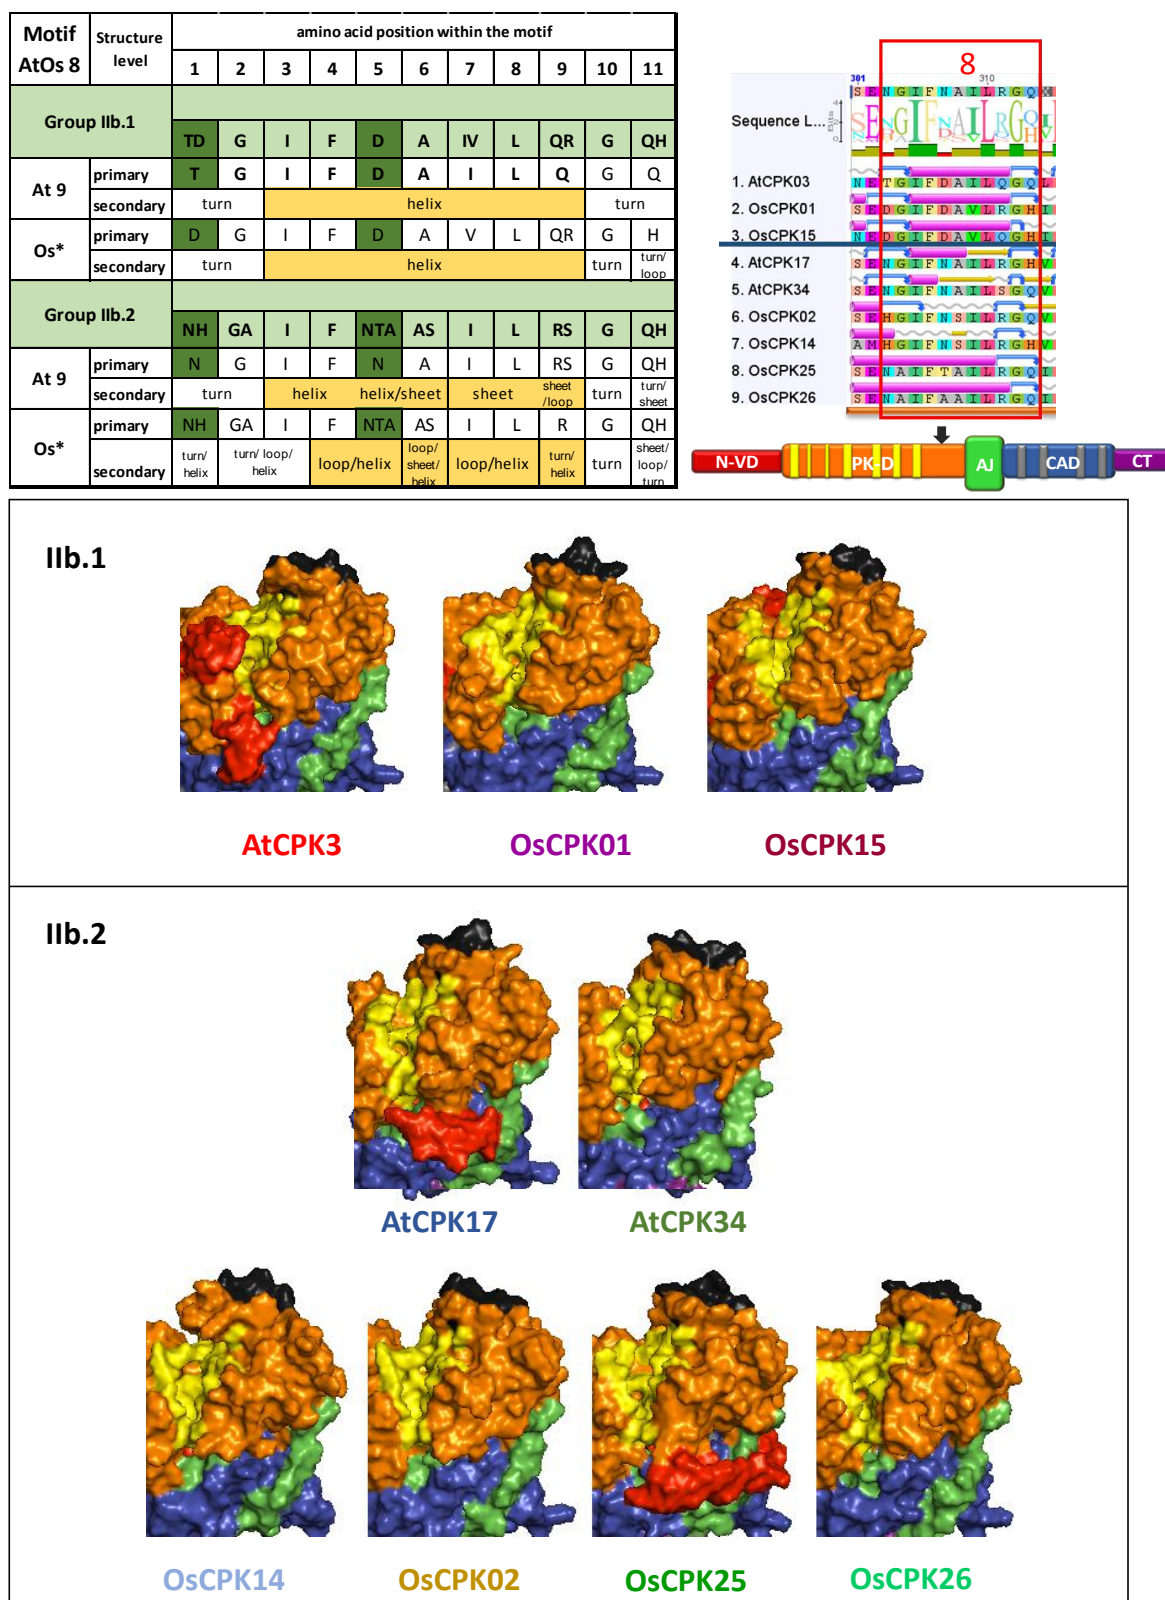 Motif AtOs 8 Structure level amino acid position within the motif
1 2 3 4 5 6 7 8 9 10 11
Group IIb.1
TD G I F D A IV L QR G QH
At 9 primary T G I F D A I L Q G Q
secondary turn helix turn
Os* primary D G I F D A V L QR G H
secondary turn helix turn turn/ loop
Group IIb.2
NH GA I F NTA AS I L RS G QH
At 9 primary N G I F N A I L RS G QH
secondary turn helix helix/sheet sheet sheet /loop turn turn/ sheet
Os* primary NH GA I F NTA AS I L R G QH
secondary turn/ helix turn/ loop/ helix loop/helix loop/ sheet/ helix loop/helix turn/ helix turn sheet/ loop/ turn
8
301 310
S E N G I F N A I L R G Q X I
Sequence L...
Bits
4
2
0
1. AtCPK03 N E T G I F D A I L Q G Q L
2. OsCPK01 S E D G I F D A V L R G H I
3. OsCPK15 N E D G I F D A V L Q G H I
4. AtCPK17 S E N G I F N A I L R G H V
5. AtCPK34 S E N G I F N A I L S G Q V
6. OsCPK02 S E H G I F N S I L R G Q V
7. OsCPK14 A M H G I F N S I L R G H V
8. OsCPK25 S E N A I F T A I L R G Q I
9. OsCPK26 S E N A I F A A I L R G Q I
N-VD PK-D AJ CAD CT
IIb.1
AtCPK3 OsCPK01 OsCPK15
IIb.2
AtCPK17 AtCPK34
OsCPK14 OsCPK02 OsCPK25 OsCPK26